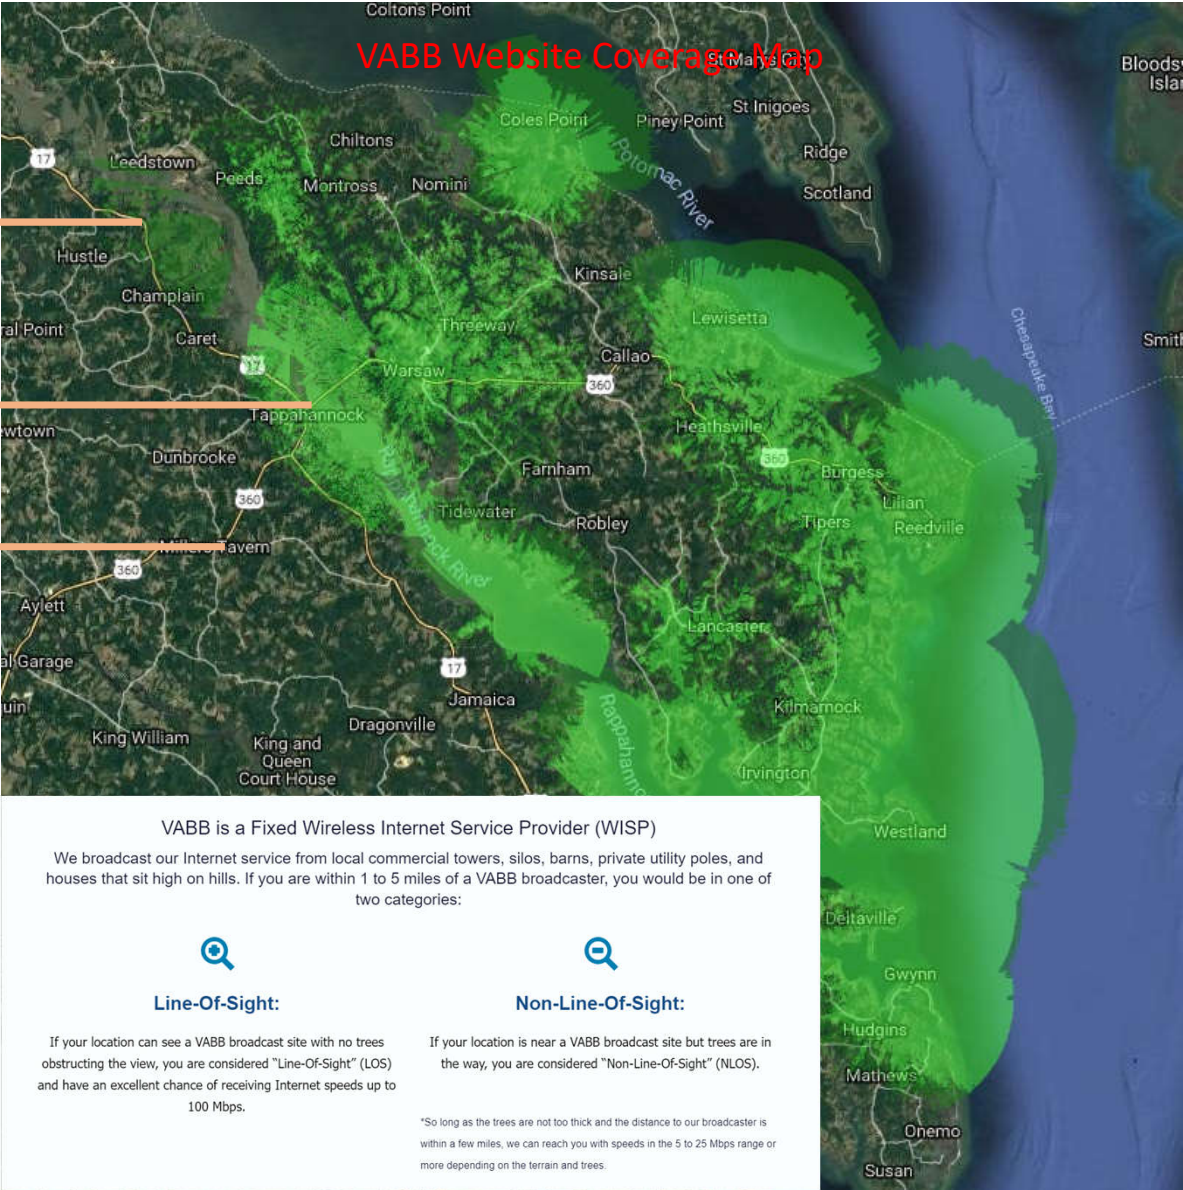 Coltons Point
VABB Website Coverage Map
St Marys City
Coles Point
Piney Point
St Inigoes
Chiltons
Ridge
17
Leedstown
Peeds
Montross
Nomini
Potomac River
Scotland
Hustle
Kinsale
Champlain
Lewisetta
Threeway
Caret
Chesapeake Bay
17
Warsaw
Callao
360
Tappahannock
Heathsville
Dunbrooke
Farnham
360
Burgess
360
Tidewater
Robley
Lilian
Tipers
Reedville
Millers Tavern
360
River
Aylett
Lancaster
17
Jamaica
Kilmarnock
Dragonville
King William
King and
Queen
Court House
Irvington
Westland
VABB is a Fixed Wireless Internet Service Provider (WISP)
We broadcast our Internet service from local commercial towers, silos, barns, private utility poles, and
houses that sit high on hills. If you are within 1 to 5 miles of a VABB broadcaster, you would be in one of
two categories:
Line-Of-Sight:
If your location can see a VABB broadcast site with no trees
obstructing the view, you are considered “Line-Of-Sight” (LOS)
and have an excellent chance of receiving Internet speeds up to
100 Mbps.
Non-Line-Of-Sight:
If your location is near a VABB broadcast site but trees are in
the way, you are considered “Non-Line-Of-Sight” (NLOS).
*So long as the trees are not too thick and the distance to our broadcaster is
within a few miles, we can reach you with speeds in the 5 to 25 Mbps range or
more depending on the terrain and trees.
Deltaville
Gwynn
Hudgins
Mathews
Onemo
Susan